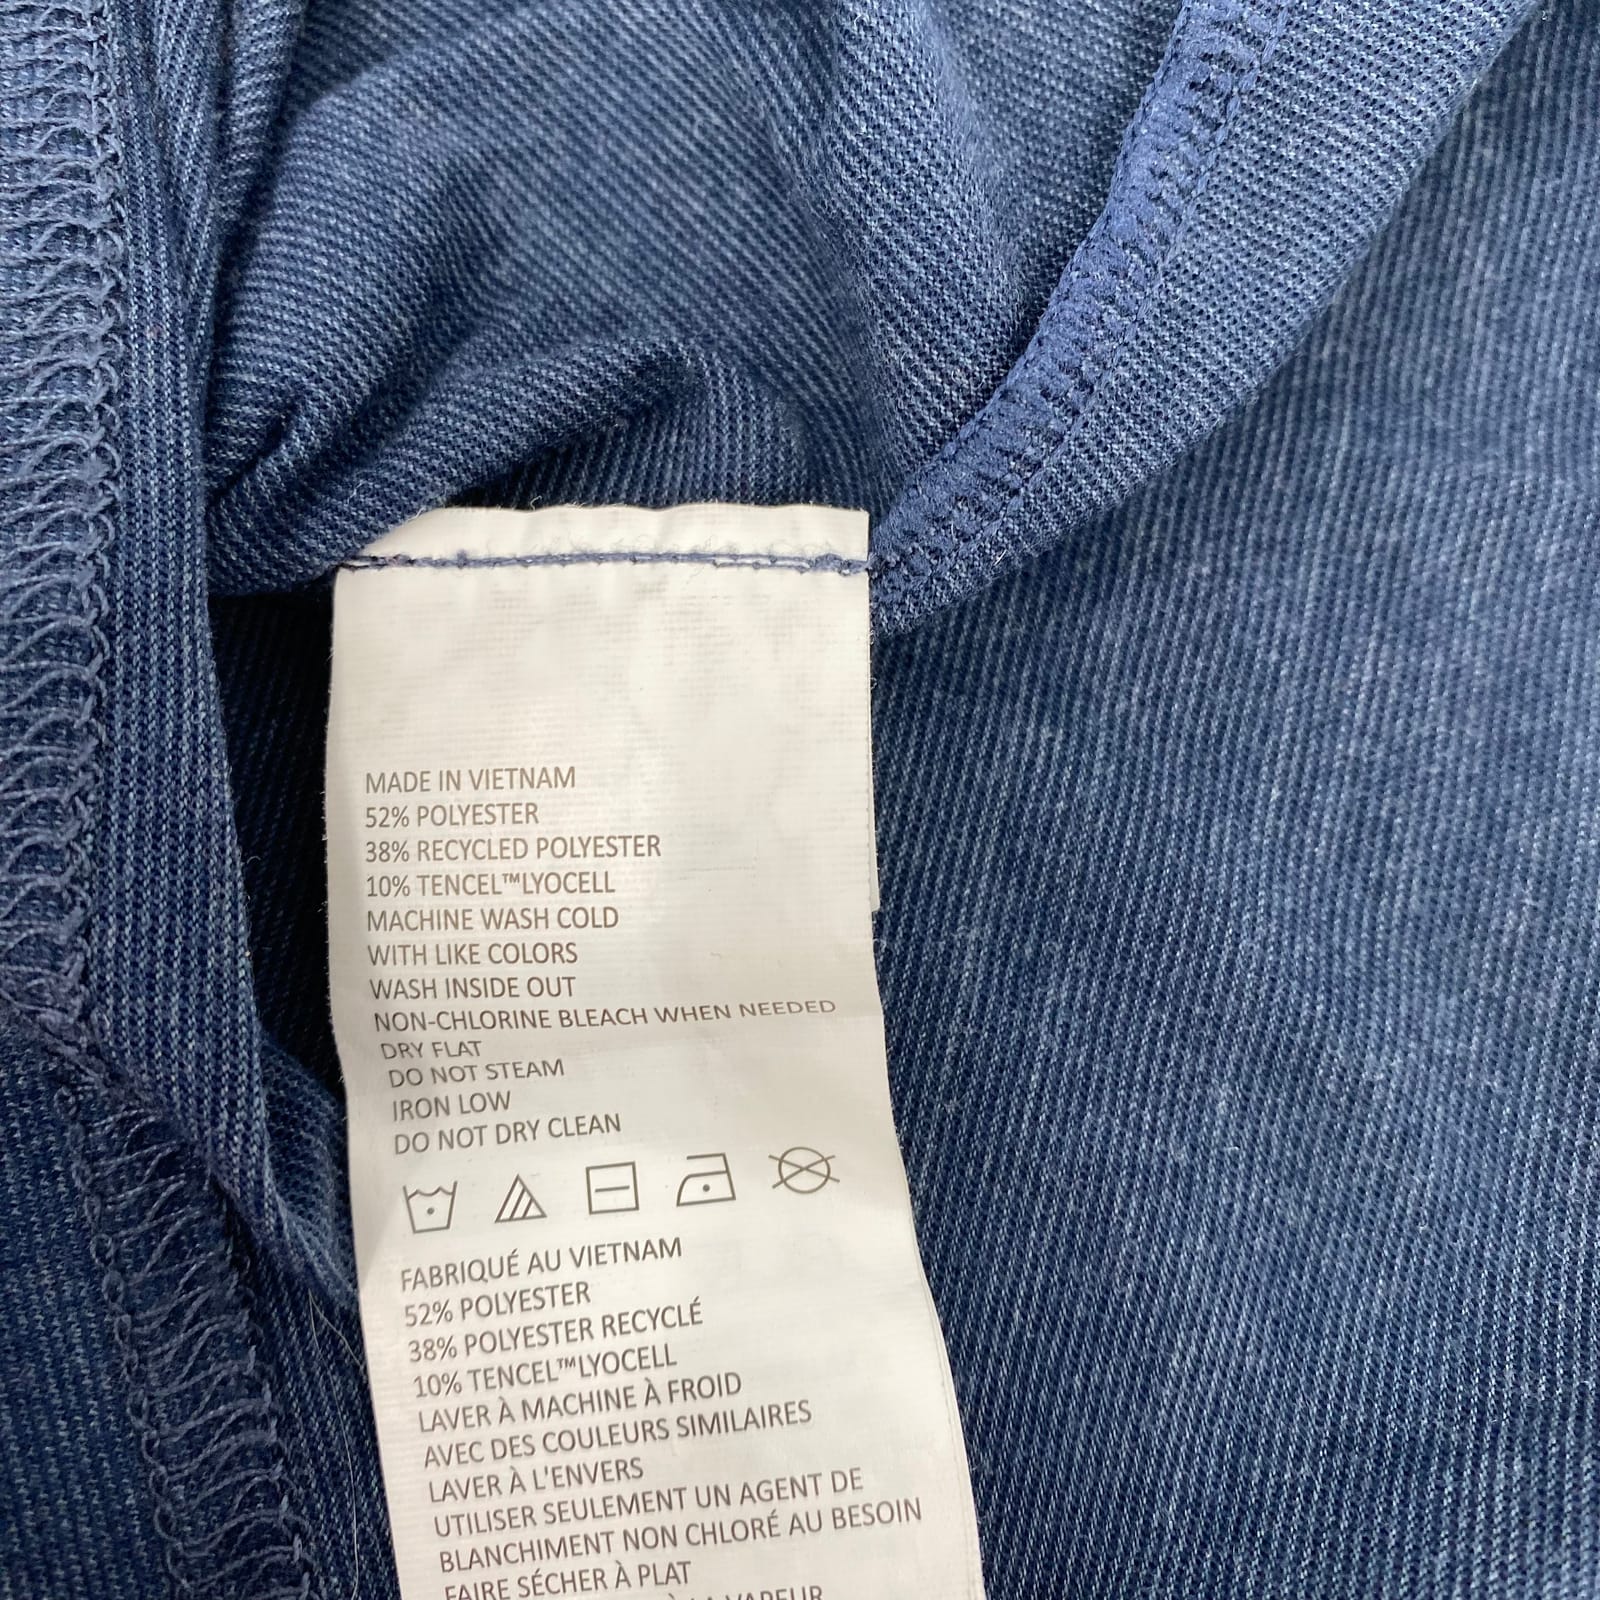 MADE IN VIETNAM
52% POLYESTER
38% RECYCLED POLYESTER
10% TENCEL™LYOCELL
MACHINE WASH COLD
WITH LIKE COLORS
WASH INSIDE OUT
NON-CHLORINE BLEACH WHEN NEEDED
DRY FLAT
DO NOT STEAM
IRON LOW
DO NOT DRY CLEAN
FABRIQUÉ AU VIETNAM
52% POLYESTER
38% POLYESTER RECYCLÉ
10% TENCEL™LYOCELL
LAVER À MACHINE À FROID
AVEC DES COULEURS SIMILAIRES
LAVER À L'ENVERS
UTILISER SEULEMENT UN AGENT DE
BLANCHIMENT NON CHLORÉ AU BESOIN
FAIRE SÉCHER À PLAT
À LA VAPEUR